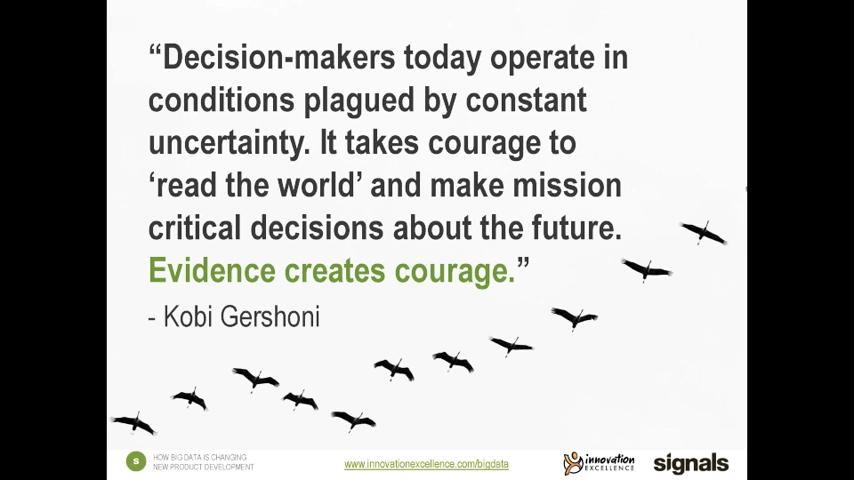 “Decision-makers today operate in
conditions plagued by constant
uncertainty. It takes courage to
‘read the world’ and make mission
critical decisions about the future.
Evidence creates courage.”
- Kobi Gershoni
S
HOW BIG DATA IS CHANGING
NEW PRODUCT DEVELOPMENT
www.innovationexcellence.com/bigdata
innovation
EXCELLENCE
signals